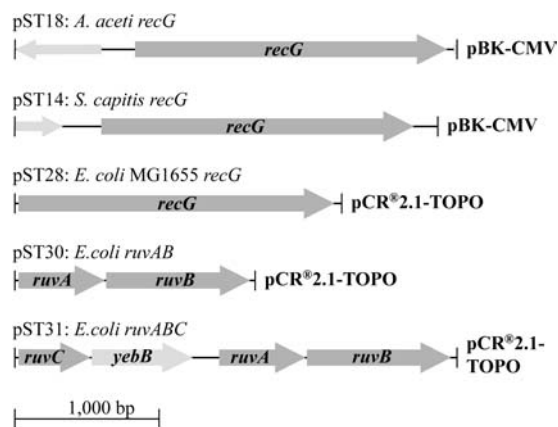 pST18: A. aceti recG
recG
pBK-CMV
pST14: S. capitis recG
recG
pBK-CMV
pST28: E. coli MG1655 recG
recG
pCR®2.1-TOPO
pST30: E.coli ruvAB
ruvA ruvB
pCR®2.1-TOPO
pST31: E.coli ruvABC
ruvC yebB ruvA ruvB
pCR®2.1-
TOPO
1,000 bp